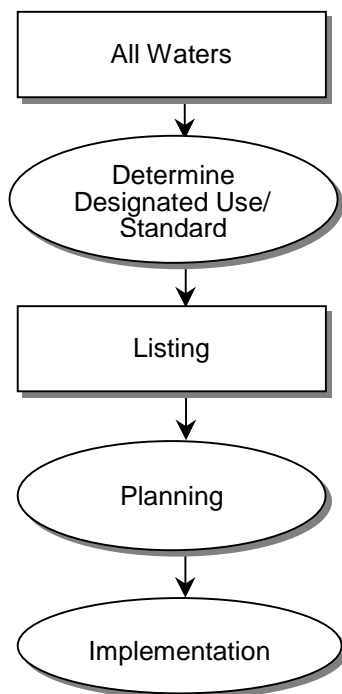 All Waters
Determine
Designated Use/
Standard
Listing
Planning
Implementation